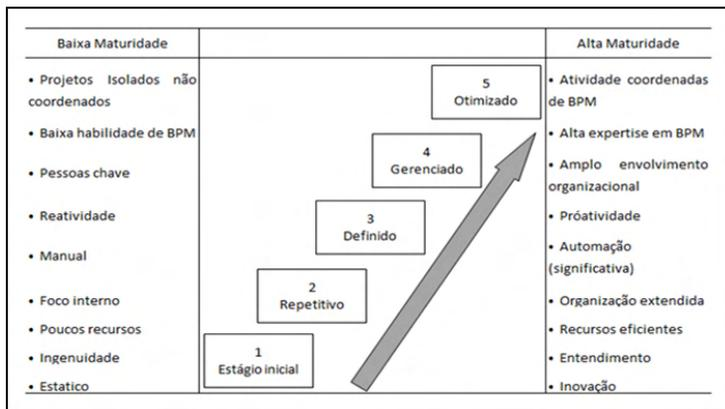 Baixa Maturidade
• Projetos Isolados não
coordenados
• Baixa habilidade de BPM
• Pessoas chave
• Reatividade
• Manual
• Foco interno
• Poucos recursos
• Ingenuidade
• Estatico
5
Otimizado
4
Gerenciado
3
Definido
2
Repetitivo
1
Estágio inicial
Alta Maturidade
• Atividade coordenadas
de BPM
• Alta expertise em BPM
• Amplo envolvimento
organizacional
• Próatividade
• Automação
(significativa)
• Organização extendida
• Recursos eficientes
• Entendimento
• Inovação